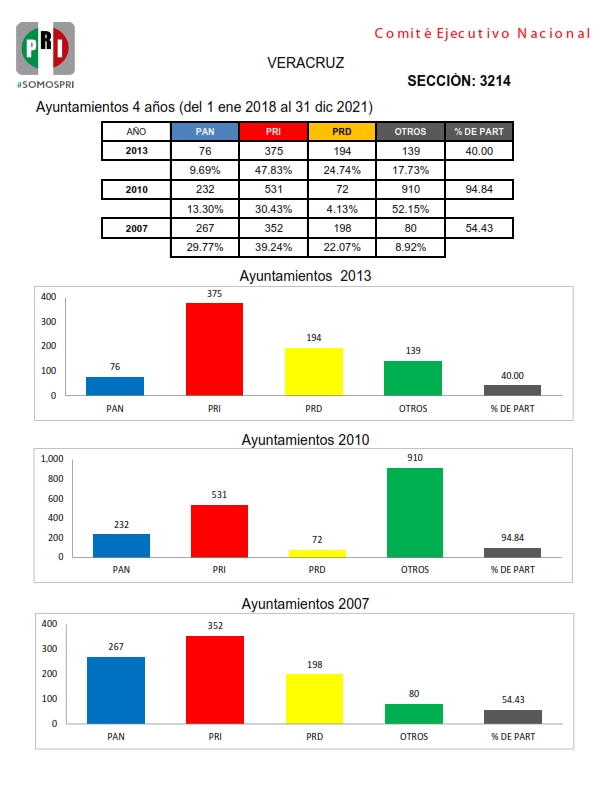 Comité Ejecutivo Nacional
PRI
#SOMOSPRI
VERACRUZ
SECCIÓN: 3214
Ayuntamientos 4 años (del 1 ene 2018 al 31 dic 2021)
AÑO PAN PRI PRD OTROS % DE PART
2013 76 375 194 139 40.00
9.69% 47.83% 24.74% 17.73%
2010 232 531 72 910 94.84
13.30% 30.43% 4.13% 52.15%
2007 267 352 198 80 54.43
29.77% 39.24% 22.07% 8.92%
Ayuntamientos 2013
400
300
200
100
0
76
375
194
139
40.00
PAN PRI PRD OTROS % DE PART
Ayuntamientos 2010
1,000
800
600
400
200
0
232
531
72
910
94.84
PAN PRI PRD OTROS % DE PART
Ayuntamientos 2007
400
300
200
100
0
267
352
198
80
54.43
PAN PRI PRD OTROS % DE PART